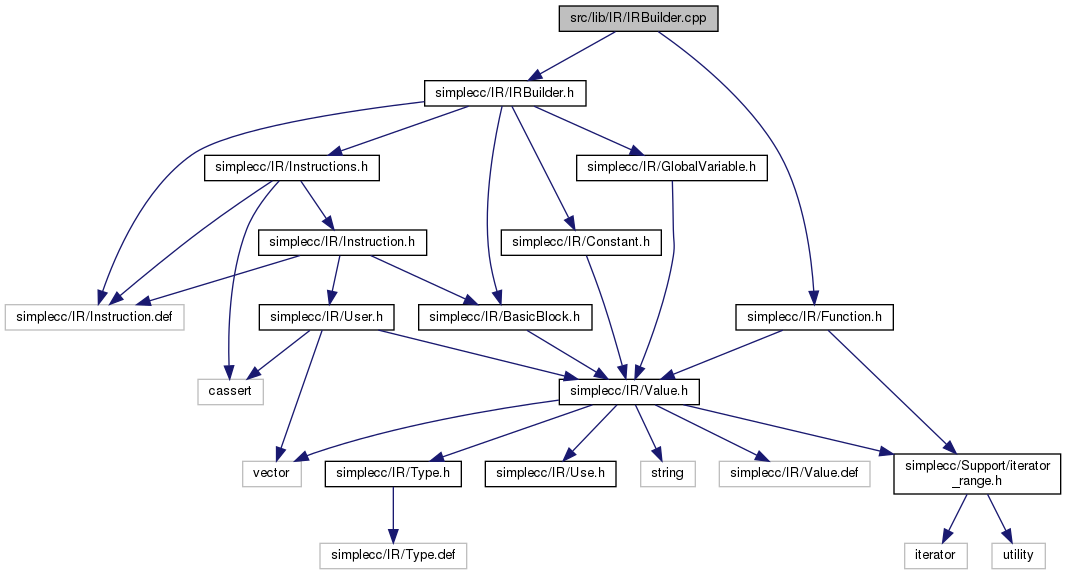 src/lib/IR/IRBuilder.cpp
simplecc/IR/IRBuilder.h
simplecc/IR/Instructions.h
simplecc/IR/GlobalVariable.h
simplecc/IR/Instruction.h
simplecc/IR/Constant.h
simplecc/IR/Instruction.def
simplecc/IR/User.h
simplecc/IR/BasicBlock.h
simplecc/IR/Function.h
cassert
simplecc/IR/Value.h
vector
simplecc/IR/Type.h
simplecc/IR/Use.h
string
simplecc/IR/Value.def
simplecc/Support/iterator
_range.h
simplecc/IR/Type.def
iterator
utility